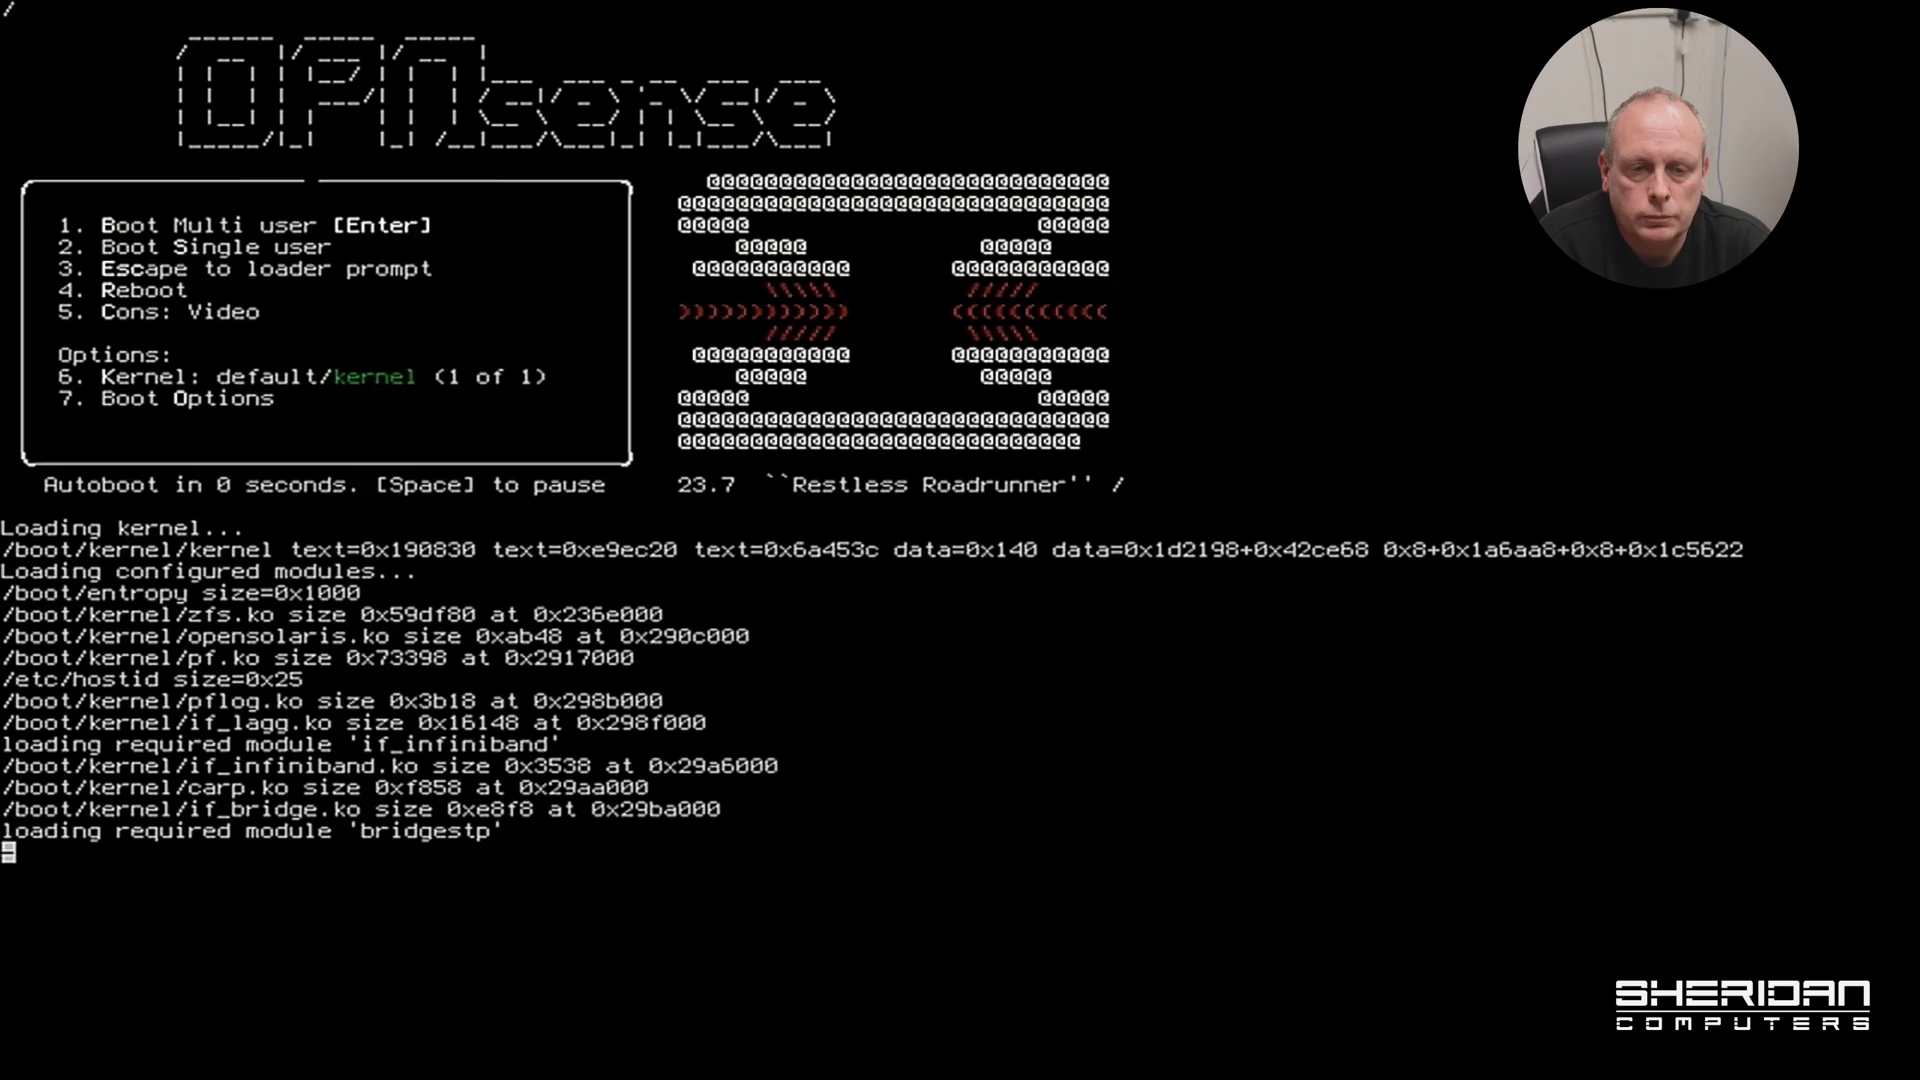 /
OPNsense
1. Boot Multi user [Enter]
2. Boot Single user
3. Escape to loader prompt
4. Reboot
5. Cons: Video
Options:
6. Kernel: default/kernel (1 of 1)
7. Boot Options
@@@@@@@@@@@@@@@@@@@@@@@@@@@@
@@@@@@@@@@@@@@@@@@@@@@@@@@@@@@
@@@@@ @@@@@
@@@@@ @@@@@
@@@@@@@@@@@ @@@@@@@@@@@
\\\\\ /////
))))))))))))  (((((((((((
///// \\\\\
@@@@@@@@@@@ @@@@@@@@@@@
@@@@@ @@@@@
@@@@@ @@@@@
@@@@@@@@@@@@@@@@@@@@@@@@@@@@@@
@@@@@@@@@@@@@@@@@@@@@@@@@@@@
Autoboot in 0 seconds. [Space] to pause
23.7 ``Restless Roadrunner'' /
Loading kernel...
/boot/kernel/kernel text=0x190830 text=0xe9ec20 text=0x6a453c data=0x140 data=0x1d2198+0x42ce68 0x8+0x1a6aa8+0x8+0x1c5622
Loading configured modules...
/boot/entropy size=0x1000
/boot/kernel/zfs.ko size 0x59df80 at 0x236e000
/boot/kernel/opensolaris.ko size 0xab48 at 0x290c000
/boot/kernel/pf.ko size 0x73398 at 0x2917000
/etc/hostid size=0x25
/boot/kernel/pflog.ko size 0x3b18 at 0x298b000
/boot/kernel/if_lagg.ko size 0x16148 at 0x298f000
loading required module 'if_infiniband'
/boot/kernel/if_infiniband.ko size 0x3538 at 0x29a6000
/boot/kernel/carp.ko size 0xf858 at 0x29aa000
/boot/kernel/if_bridge.ko size 0xe8f8 at 0x29ba000
loading required module 'bridgestp'
SHERIDAN
COMPUTERS